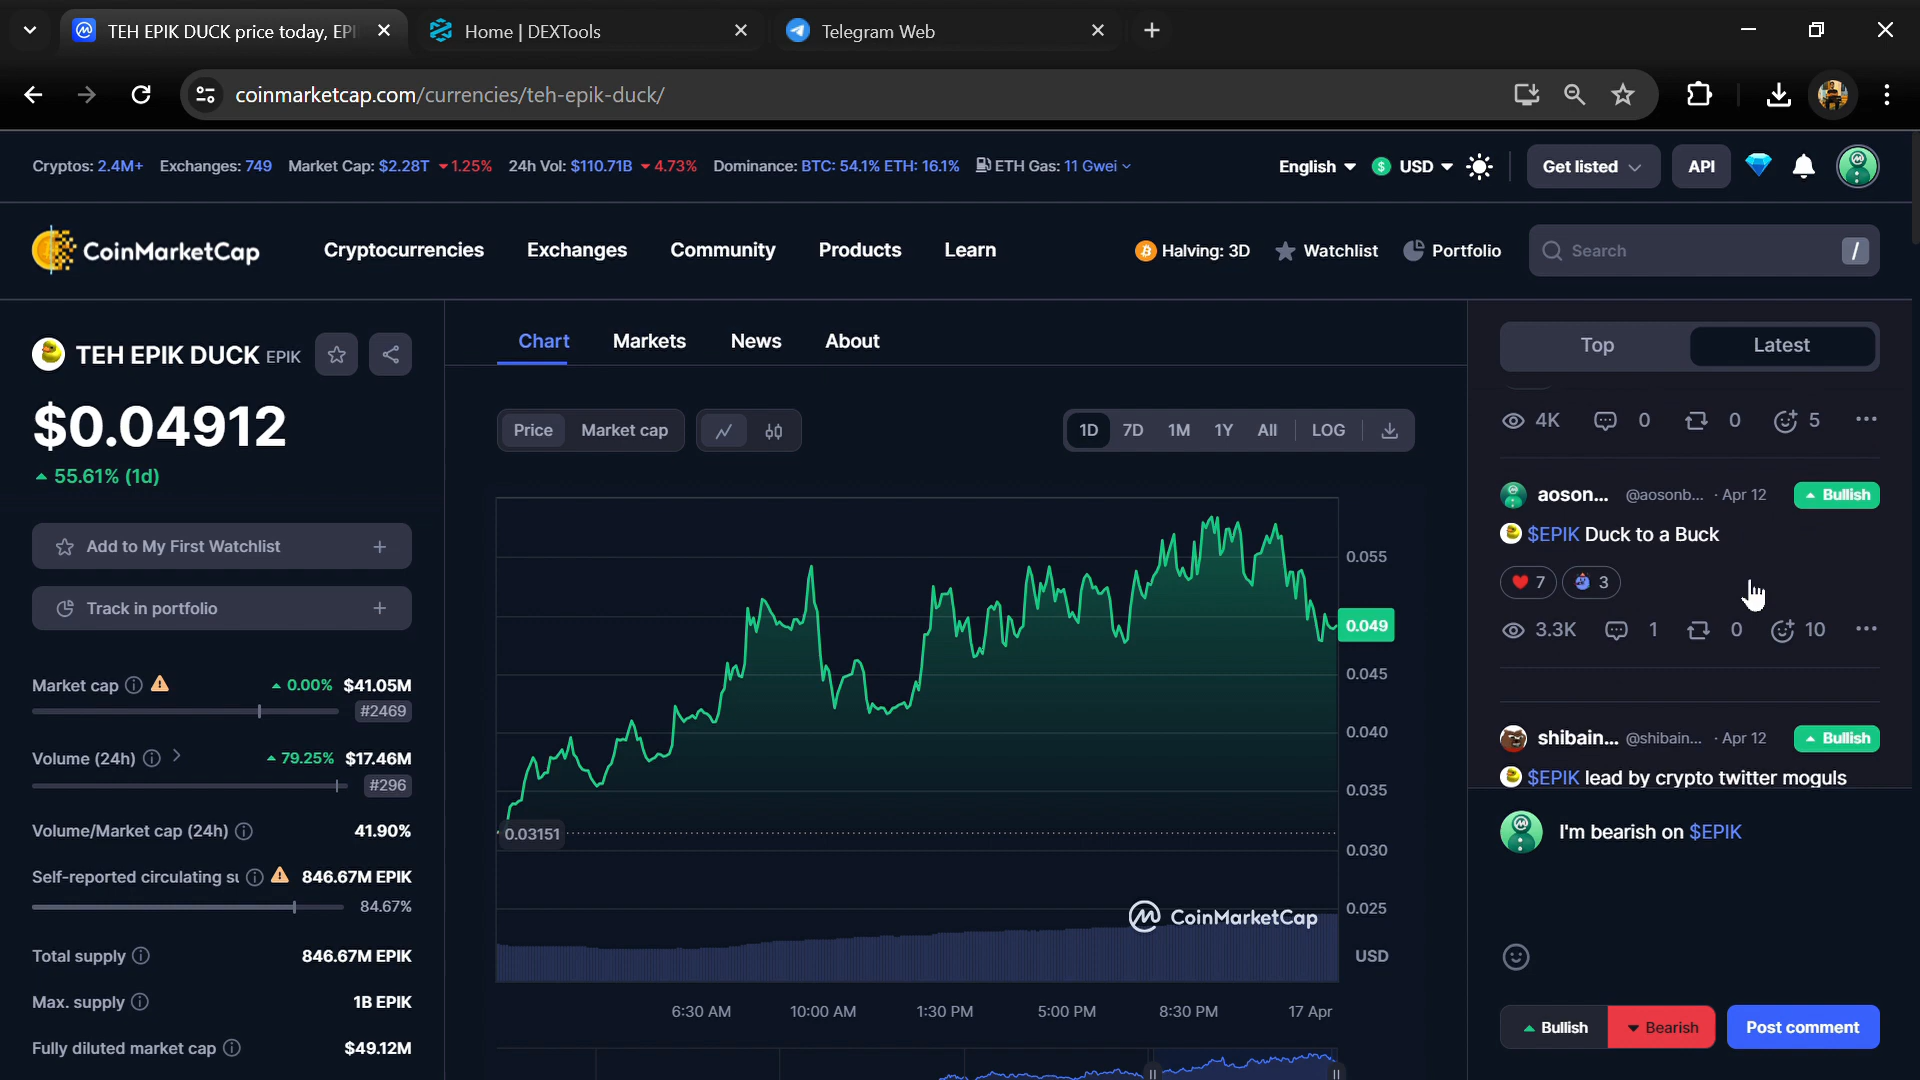 TEH EPIK DUCK price today, EPI
Home | DEXTools
Telegram Web
coinmarketcap.com/currencies/teh-epik-duck/
Cryptos: 2.4M+ Exchanges: 749 Market Cap: $2.28T 1.25% 24h Vol: $110.71B 4.73% Dominance: BTC: 54.1% ETH: 16.1% ETH Gas: 11 Gwei
English $ USD Get listed API
CoinMarketCap
Cryptocurrencies Exchanges Community Products Learn
Halving: 3D Watchlist Portfolio Search /
TEH EPIK DUCK EPIK
$0.04912
55.61% (1d)
Add to My First Watchlist +
Track in portfolio +
Market cap 0.00% $41.05M
#2469
Volume (24h) 79.25% $17.46M
#296
Volume/Market cap (24h) 41.90%
Self-reported circulating su 846.67M EPIK
84.67%
Total supply 846.67M EPIK
Max. supply 1B EPIK
Fully diluted market cap $49.12M
Chart Markets News About
Price Market cap
1D 7D 1M 1Y All LOG
0.055
0.049
0.045
0.040
0.035
0.03151
0.030
0.025
CoinMarketCap
USD
6:30 AM 10:00 AM 1:30 PM 5:00 PM 8:30 PM 17 Apr
Top Latest
4K 0 0 5 ...
aoson... @aosonb... · Apr 12 Bullish
$EPIK Duck to a Buck
7 3
3.3K 1 0 10 ...
shibain... @shibain... · Apr 12 Bullish
$EPIK lead by crypto twitter moguls
I'm bearish on $EPIK
Bullish Bearish Post comment